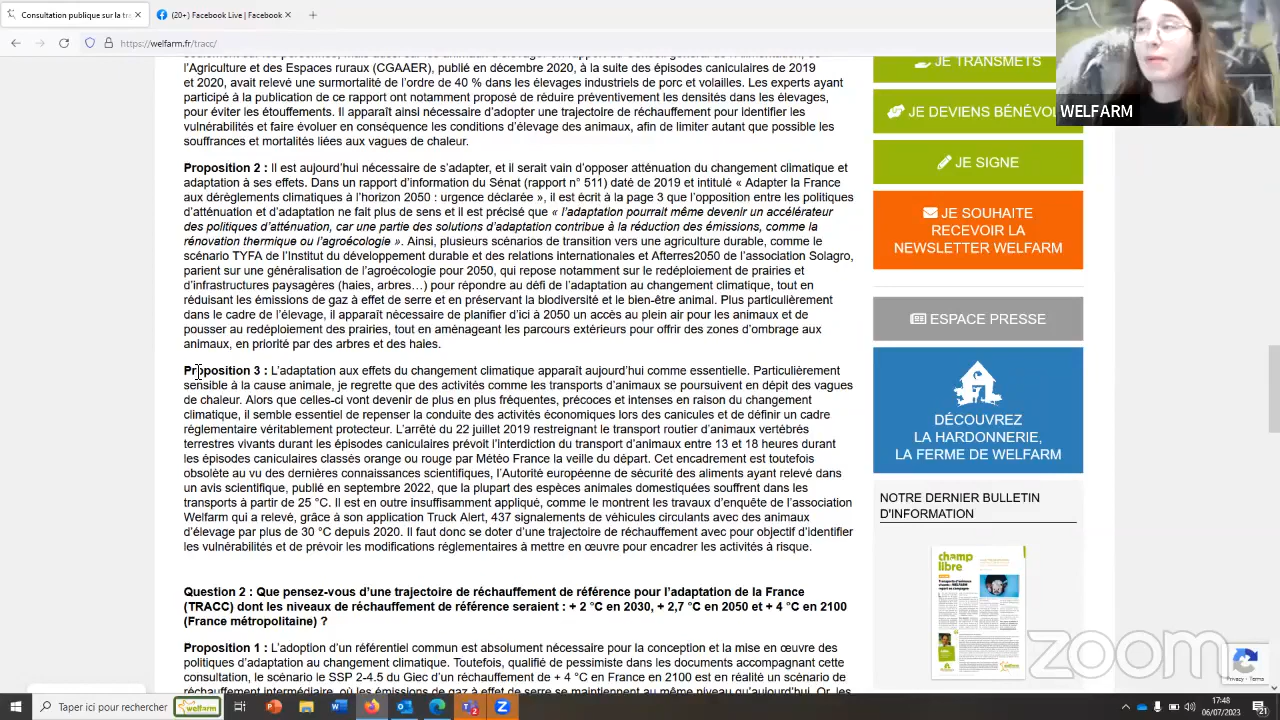 Consultation publique sur la tra
(20+) Facebook Live | Facebook
https://welfarm.fr/tracc/
WELFARM
l'Agriculture et des Espaces ruraux (CGAAER), publié en décembre 2020, à la suite des épisodes caniculaires de 2019
et 2020, avait relevé une surmortalité de l'ordre de 40 % dans les élevages industriels de porc et volailles. Les experts ayant
participé à la publication de ce rapport ont notamment proposé de réduire préventivement les densités dans les élevages,
pour éviter les étouffements. Il est ainsi nécessaire d'adopter une trajectoire de réchauffement pour identifier les
vulnérabilités et faire évoluer en conséquence les conditions d'élevage des animaux, afin de limiter autant que possible les
souffrances et mortalités liées aux vagues de chaleur.
Proposition 2 : Il est aujourd'hui nécessaire de s'adapter, et il serait vain d'opposer atténuation du changement climatique et
adaptation à ses effets. Dans un rapport d'information du Sénat (rapport n° 511) daté de 2019 et intitulé « Adapter la France
aux dérèglements climatiques à l'horizon 2050 : urgence déclarée », il est écrit à la page 3 que l'opposition entre les politiques
d'atténuation et d'adaptation ne fait plus de sens et il est précisé que « l'adaptation pourrait même devenir un accélérateur
des politiques d'atténution, car une partie des solutions d'adaptation contribue à la réduction des émissions, comme la
rénovation thermique ou l'agroécologie ». Ainsi, plusieurs scénarios de transition vers une agriculture durable, comme le
scénario TYFA de l'Institut du développement durable et des relations internationales et Afterres2050 de l'association Solagro,
parient sur une généralisation de l'agroécologie pour 2050, qui repose notamment sur le redéploiement de prairies et
d'infrastructures paysagères (haies, arbres…) pour répondre au défi de l'adaptation au changement climatique, tout en
réduisant les émissions de gaz à effet de serre et en préservant la biodiversité et le bien-être animal. Plus particulièrement
dans le cadre de l'élevage, il apparaît nécessaire de planifier d'ici à 2050 un accès au plein air pour les animaux et de
pousser au redéploiement de prairies, tout en aménageant les parcours extérieurs pour offrir des zones d'ombrage aux
animaux, en priorité par des arbres et des haies.
Proposition 3 : L'adaptation aux effets du changement climatique apparaît aujourd'hui comme essentielle. Particulièrement
sensible à la cause animale, je regrette que des activités comme les transports d'animaux se poursuivent en dépit des vagues
de chaleur. Alors que celles-ci vont devenir de plus en plus fréquentes, précoces et intenses en raison du changement
climatique, il semble essentiel de repenser la conduite des activités économiques lors des canicules et de définir un cadre
réglementaire véritablement protecteur. L'arrêté du 22 juillet 2019 restreignant le transport routier d'animaux vertébrés
terrestres vivants durant les épisodes caniculaires prévoit l'interdiction du transport d'animaux entre 13 et 18 heures durant
les épisodes caniculaires classés orange ou rouge par Météo France la veille du départ. Cet encadrement est toutefois
obsolète au vu des dernières connaissances scientifiques, l'Autorité européenne de sécurité des aliments ayant relevé dans
un avis scientifique, publié en septembre 2022, que la plupart des espèces animales domestiquées souffrent dans les
transports à partir de 25 °C. Il est en outre insuffisamment appliqué, comme le montrent les travaux d'enquête de l'association
Welfarm qui a relevé, grâce à son application Truck Alert, 437 signalements de véhicules circulants avec des animaux
d'élevage par plus de 30 °C depuis 2020. Il faut donc se doter d'une trajectoire de réchauffement avec pour objectif d'identifier
les vulnérabilités et de prévoir les modifications réglementaires à mettre en œuvre pour encadrer les activités à risque.
Question 2 : Que pensez-vous d'une trajectoire de réchauffement de référence pour l'adaptation de la France
(TRACC) dont les niveaux de réchauffement de référence seraient : + 2 °C en 2030, + 2,7 °C en 2050 et + 4 °C en 2100
(France métropolitaine) ?
Proposition 1 : L'adoption d'un référentiel commun est absolument nécessaire pour la conception et la mise en œuvre des
politiques d'adaptation au changement climatique. Toutefois, qualifié de pessimiste dans les documents accompagnant cette
consultation, le scénario le SSP 2-4.5 du Giec d'un réchauffement de + 4 °C en France en 2100 est en réalité un scénario de
JE TRANSMETS
JE DEVIENS BÉNÉVOL
JE SIGNE
JE SOUHAITE
RECEVOIR LA
NEWSLETTER WELFARM
ESPACE PRESSE
DÉCOUVREZ
LA HARDONNERIE,
LA FERME DE WELFARM
NOTRE DERNIER BULLETIN
D'INFORMATION
champ
libre
zoom
Privacy - Terms
Taper ici pour rechercher
welfarm
17:48
06/07/2023
21